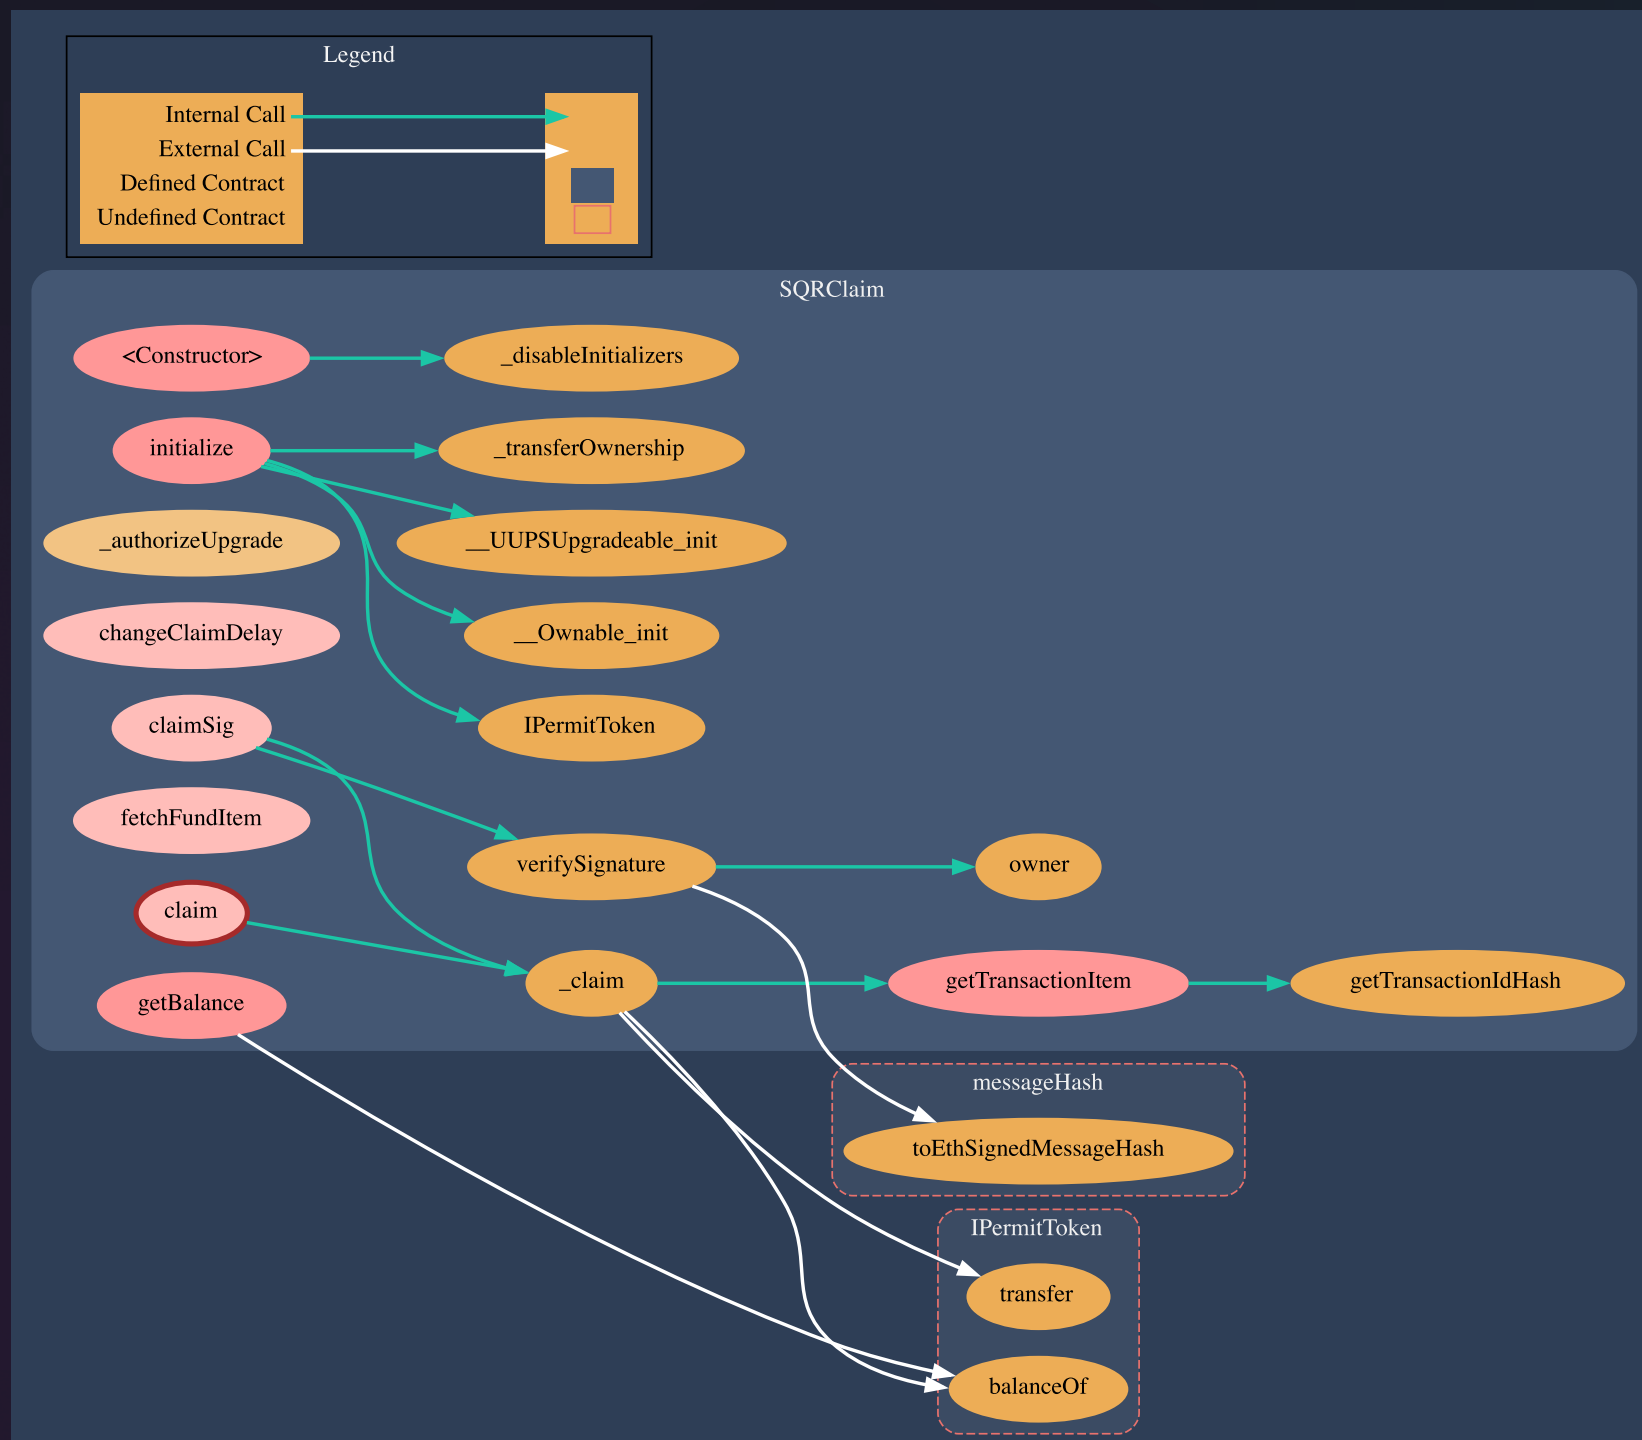 Legend
Internal Call
External Call
Defined Contract
Undefined Contract
SQRClaim
<Constructor>
_disableInitializers
initialize
_transferOwnership
_authorizeUpgrade
__UUPSUpgradeable_init
changeClaimDelay
__Ownable_init
claimSig
IPermitToken
fetchFundItem
verifySignature
owner
claim
_claim
getTransactionItem
getTransactionIdHash
getBalance
messageHash
toEthSignedMessageHash
IPermitToken
transfer
balanceOf